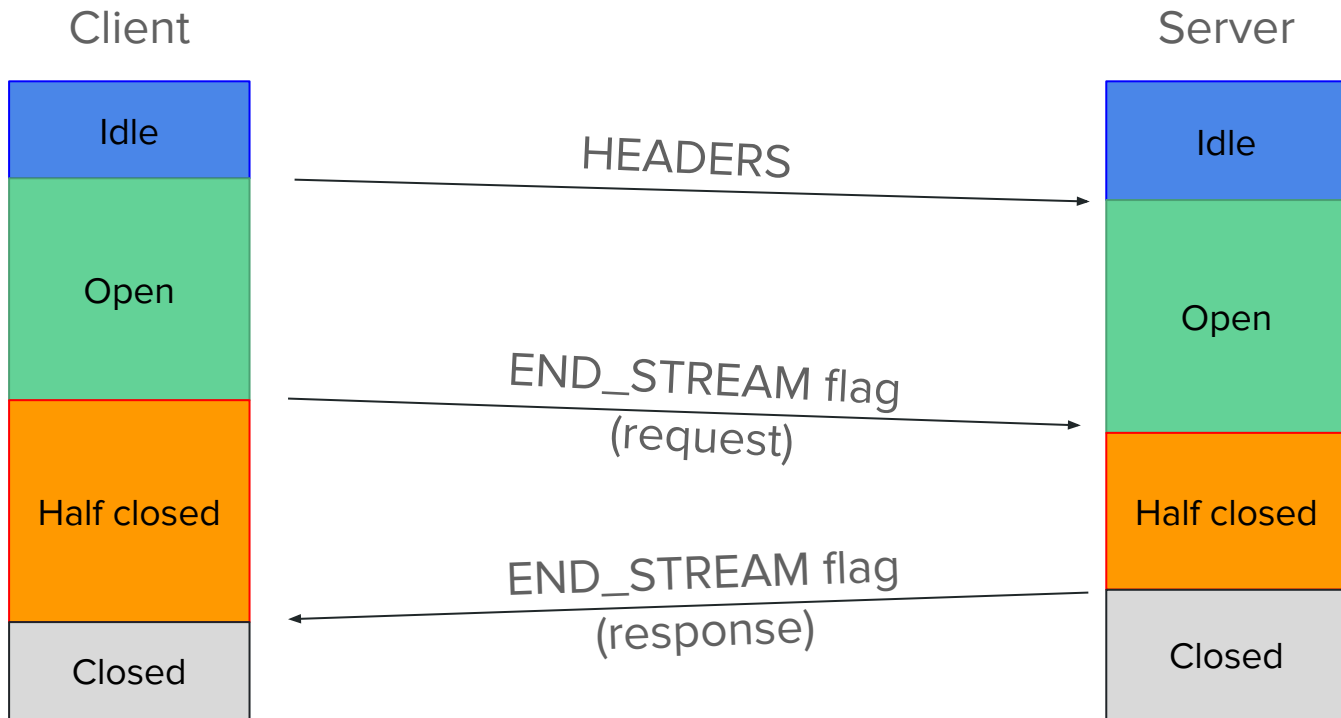 Client
Server
Idle
Idle
HEADERS
Open
Open
END_STREAM flag
(request)
Half closed
Half closed
END_STREAM flag
(response)
Closed
Closed